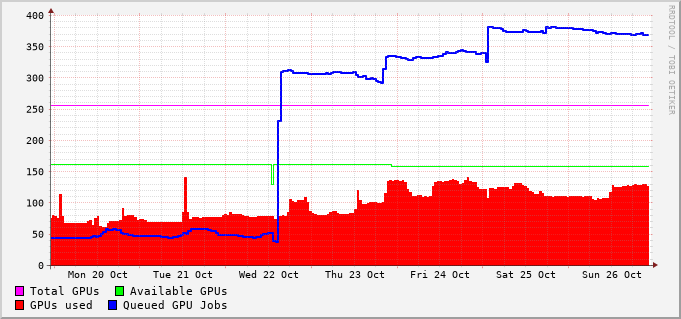 400
350
300
250
200
150
100
50
0
Mon 20 Oct Tue 21 Oct Wed 22 Oct Thu 23 Oct Fri 24 Oct Sat 25 Oct Sun 26 Oct
Total GPUs Available GPUs
GPUs used Queued GPU Jobs
RRDTOOL / TOBI OETIKER